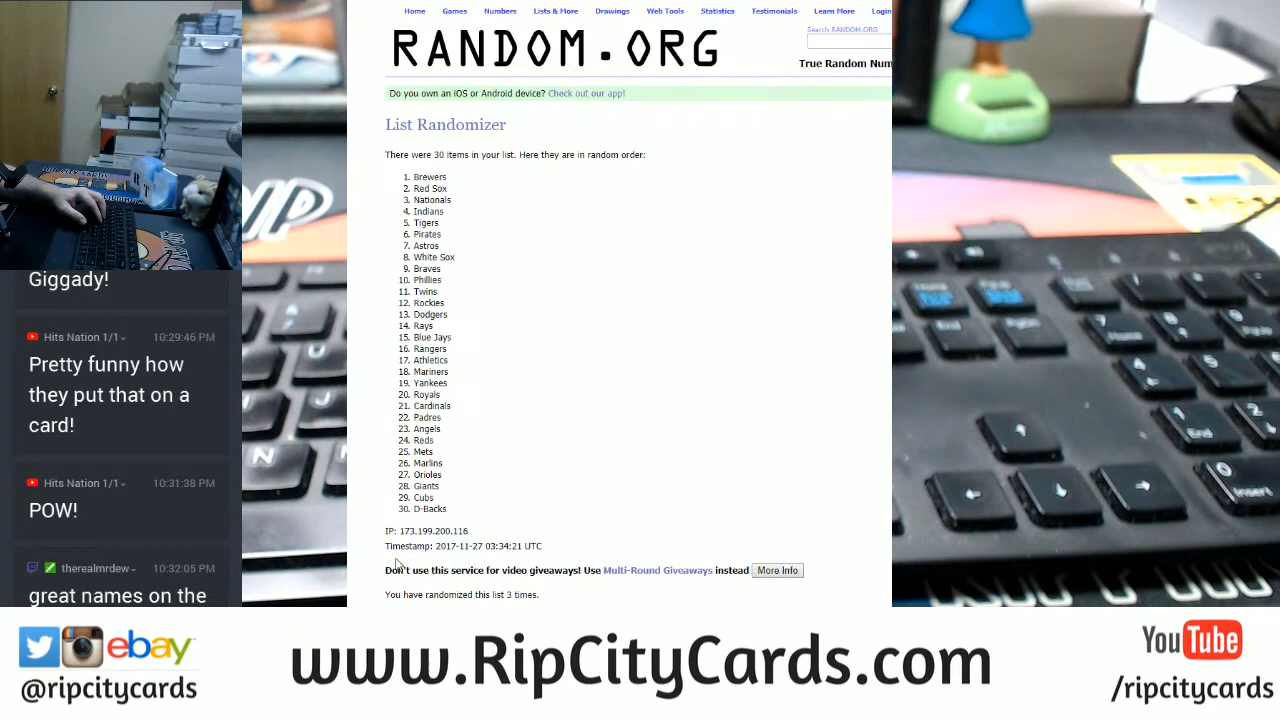 Home Games Numbers Lists & More Drawings Web Tools Statistics Testimonials Learn More Login
RANDOM.ORG
Search RANDOM.ORG
True Random Num
Do you own an iOS or Android device? Check out our app!
List Randomizer
There were 30 items in your list. Here they are in random order:
1. Brewers
2. Red Sox
3. Nationals
4. Indians
5. Tigers
6. Pirates
7. Astros
8. White Sox
9. Braves
10. Phillies
11. Twins
12. Rockies
13. Dodgers
14. Rays
15. Blue Jays
16. Rangers
17. Athletics
18. Mariners
19. Yankees
20. Royals
21. Cardinals
22. Padres
23. Angels
24. Reds
25. Mets
26. Marlins
27. Orioles
28. Giants
29. Cubs
30. D-Backs
IP: 173.199.200.116
Timestamp: 2017-11-27 03:34:21 UTC
Don't use this service for video giveaways! Use Multi-Round Giveaways instead More Info
You have randomized this list 3 times.
Giggady!
Hits Nation 1/1 10:29:46 PM
Pretty funny how
they put that on a
card!
Hits Nation 1/1 10:31:38 PM
POW!
therealmrdew 10:32:05 PM
great names on the
ebay
@ripcitycards
www.RipCityCards.com
YouTube
/ripcitycards